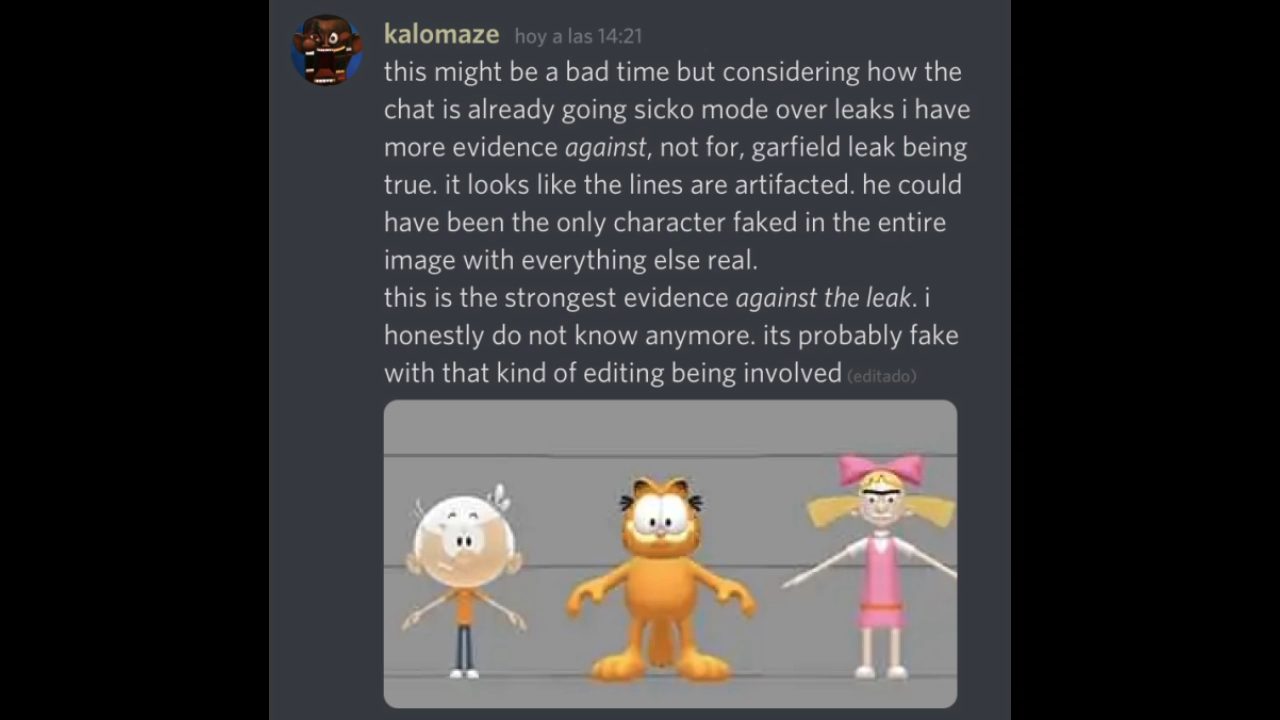 kalomaze hoy a las 14:21
this might be a bad time but considering how the
chat is already going sicko mode over leaks i have
more evidence against, not for, garfield leak being
true. it looks like the lines are artifacted. he could
have been the only character faked in the entire
image with everything else real.
this is the strongest evidence against the leak. i
honestly do not know anymore. its probably fake
with that kind of editing being involved (editado)